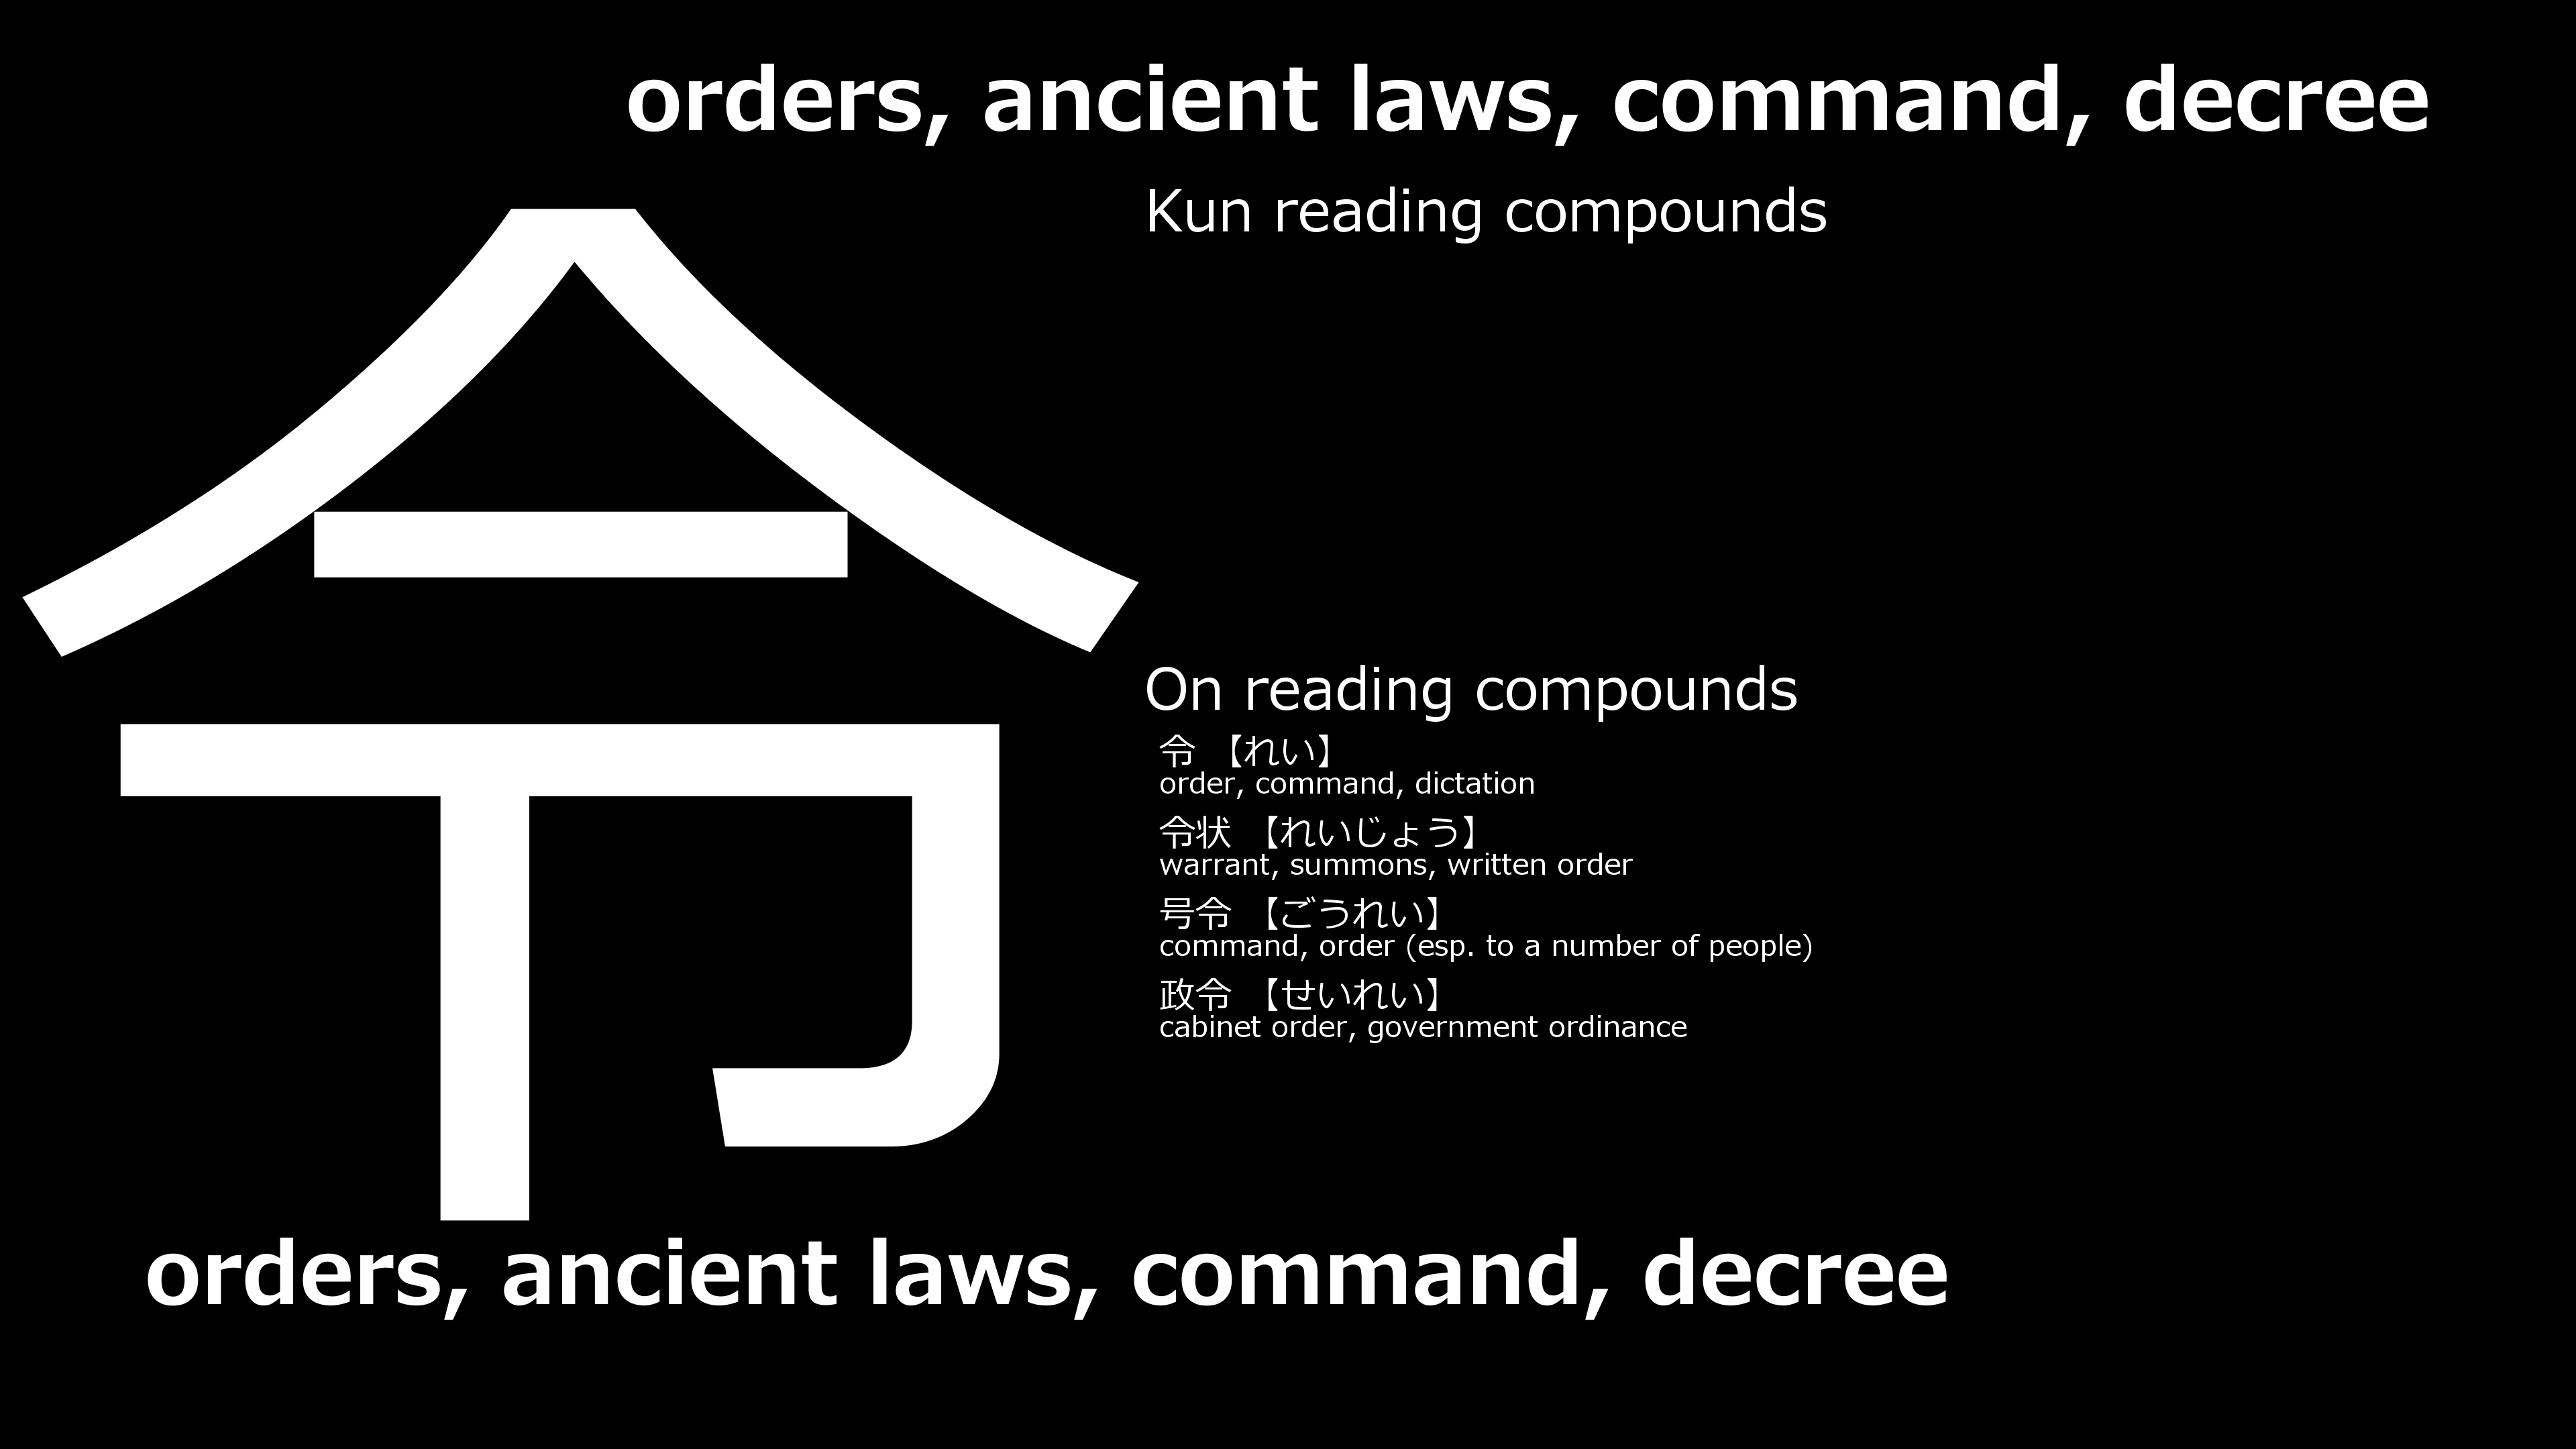 orders, ancient laws, command, decree
令
Kun reading compounds
On reading compounds
令 【れい】
order, command, dictation
令状 【れいじょう】
warrant, summons, written order
号令 【ごうれい】
command, order (esp. to a number of people)
政令 【せいれい】
cabinet order, government ordinance
orders, ancient laws, command, decree